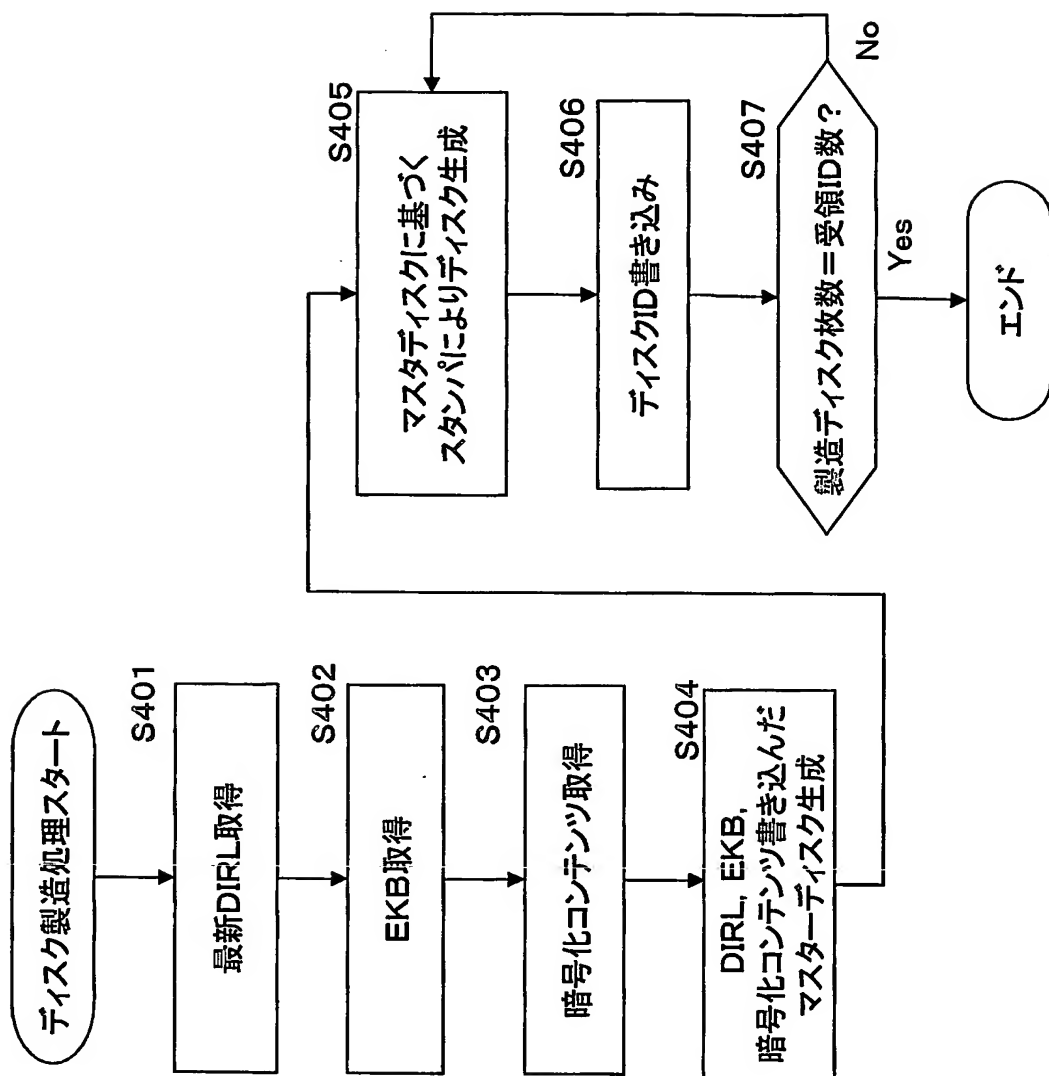 ディスク製造処理スタート
S401
最新DIRL取得
S402
EKB取得
S403
暗号化コンテンツ取得
S404
DIRL, EKB,
暗号化コンテンツ書き込んだ
マスターディスク生成
S405
マスタディスクに基づく
スタンパによりディスク生成
S406
ディスクID書き込み
S407
製造ディスク枚数=受領ID数?
No
Yes
エンド